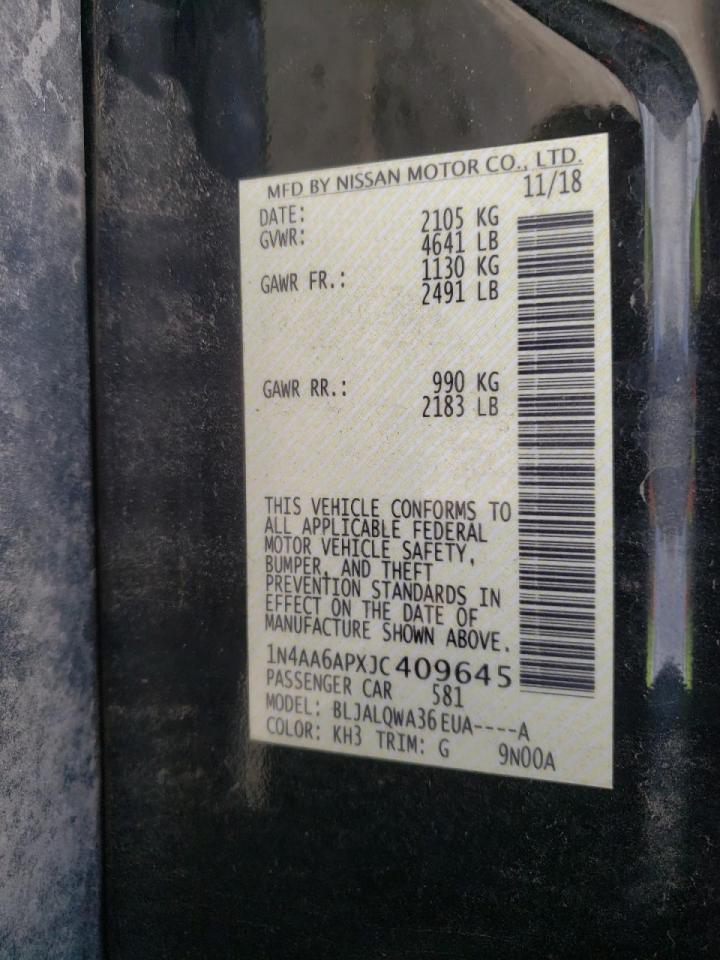 MFD BY NISSAN MOTOR CO., LTD.
DATE: 11/18
GVWR: 2105 KG
4641 LB
GAWR FR.: 1130 KG
2491 LB
GAWR RR.: 990 KG
2183 LB
THIS VEHICLE CONFORMS TO
ALL APPLICABLE FEDERAL
MOTOR VEHICLE SAFETY,
BUMPER, AND THEFT
PREVENTION STANDARDS IN
EFFECT ON THE DATE OF
MANUFACTURE SHOWN ABOVE.
1N4AA6APXJC409645
PASSENGER CAR 581
MODEL: BLJALQWA36EUA----A
COLOR: KH3 TRIM: G 9N00A